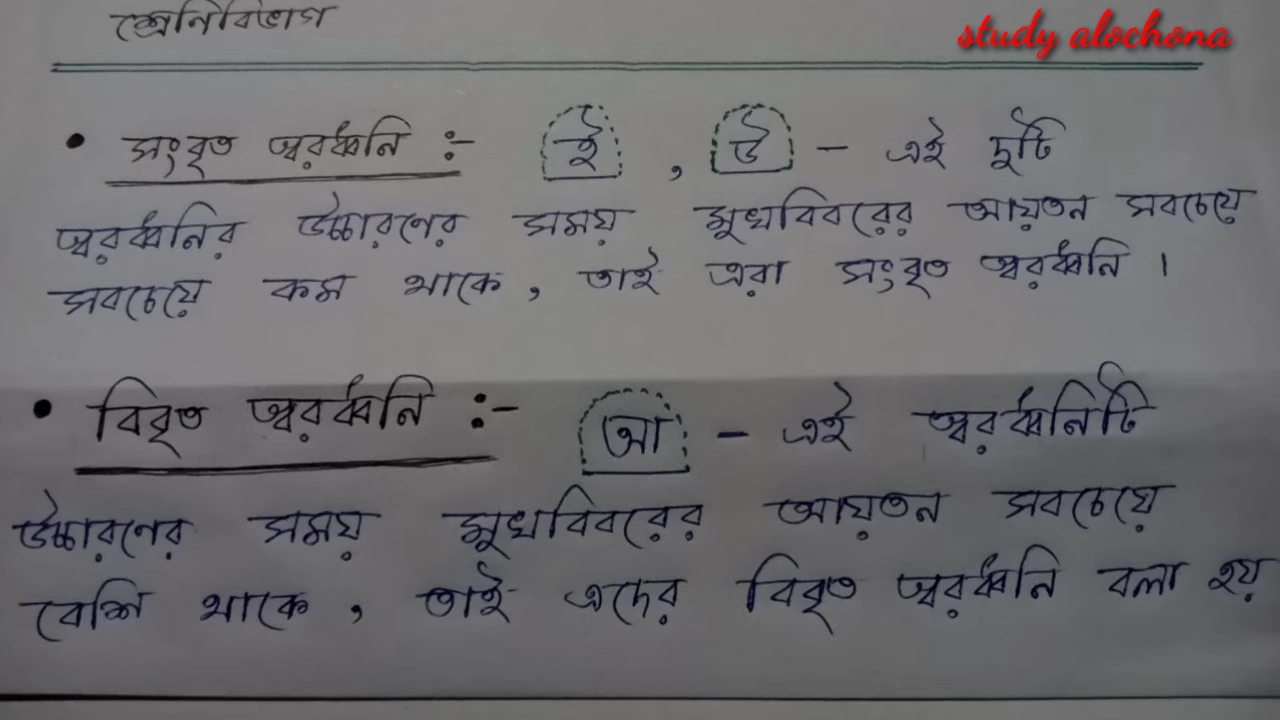 শ্রেনিবিভাগ
study alochona
• সংবৃত স্বরধ্বনি :- ই , উ - এই দুটি
স্বরধ্বনির উচ্চারণের সময় মুখবিবরের আয়তন সবচেয়ে
সবচেয়ে কম থাকে, তাই এরা সংবৃত স্বরধ্বনি ।
• বিবৃত স্বরধ্বনি :- আ - এই স্বরধ্বনিটি
উচ্চারণের সময় মুখবিবরের আয়তন সবচেয়ে
বেশি থাকে, তাই এদের বিবৃত স্বরধ্বনি বলা হয়